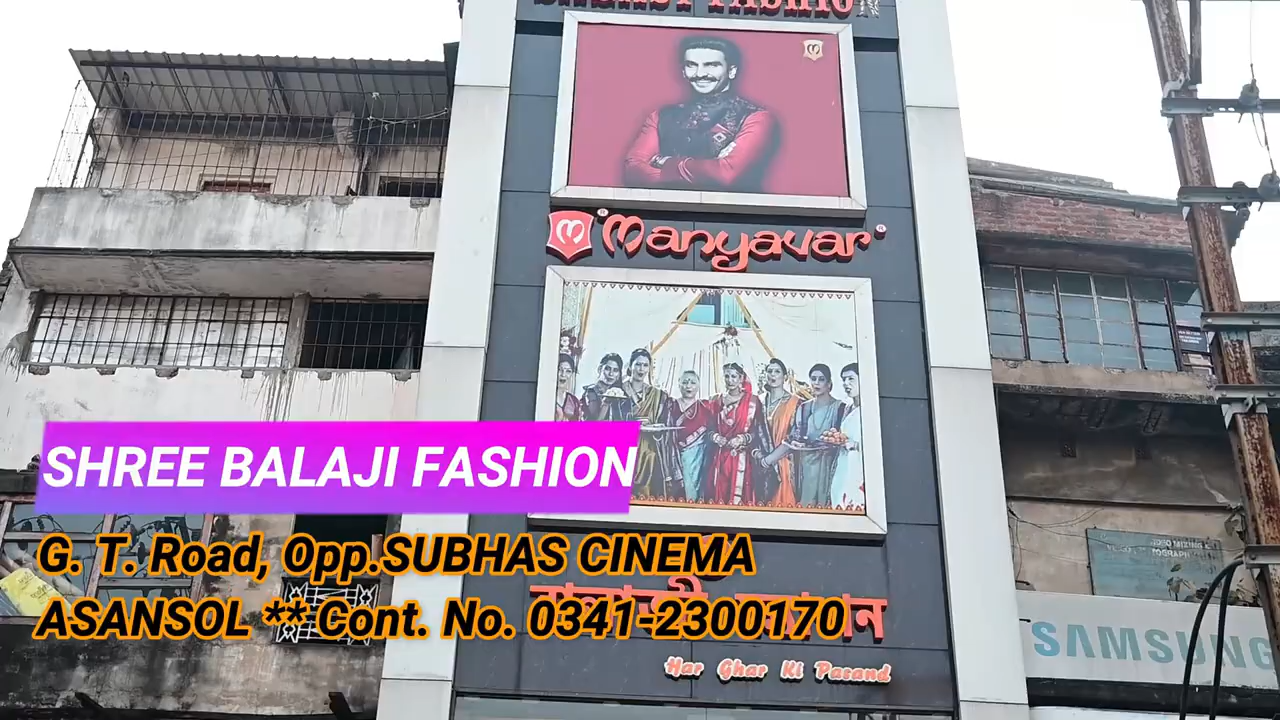 Manyavar
SHREE BALAJI FASHION
G. T. Road, Opp.SUBHAS CINEMA
ASANSOL ** Cont. No. 0341-2300170
Har Ghar Ki Pasand
SAMSUNG